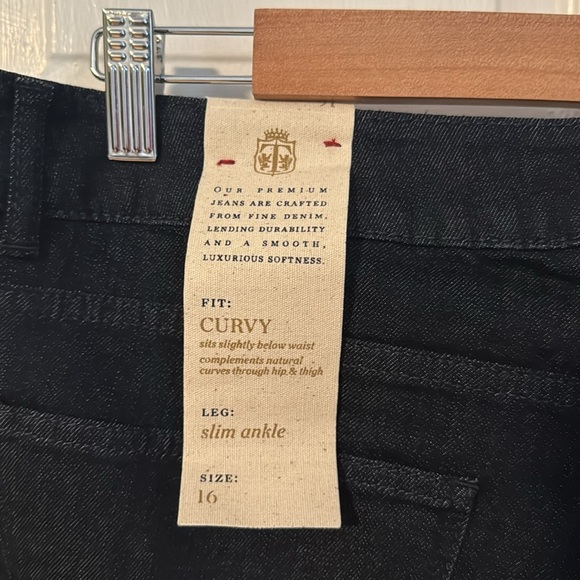 OUR PREMIUM
JEANS ARE CRAFTED
FROM FINE DENIM,
LENDING DURABILITY
AND A SMOOTH,
LUXURIOUS SOFTNESS.
FIT:
CURVY
sits slightly below waist
complements natural
curves through hip & thigh
LEG:
slim ankle
SIZE:
16